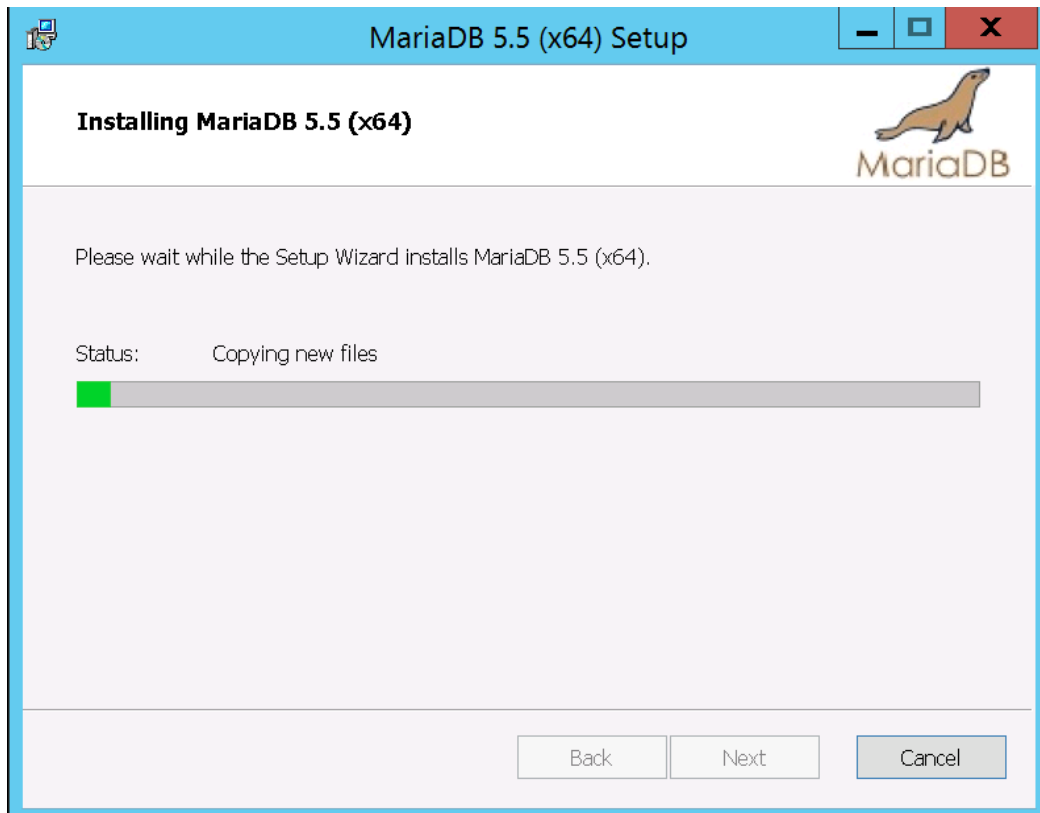 MariaDB 5.5 (x64) Setup
Installing MariaDB 5.5 (x64)
MariaDB
Please wait while the Setup Wizard installs MariaDB 5.5 (x64).
Status: Copying new files
Back Next Cancel